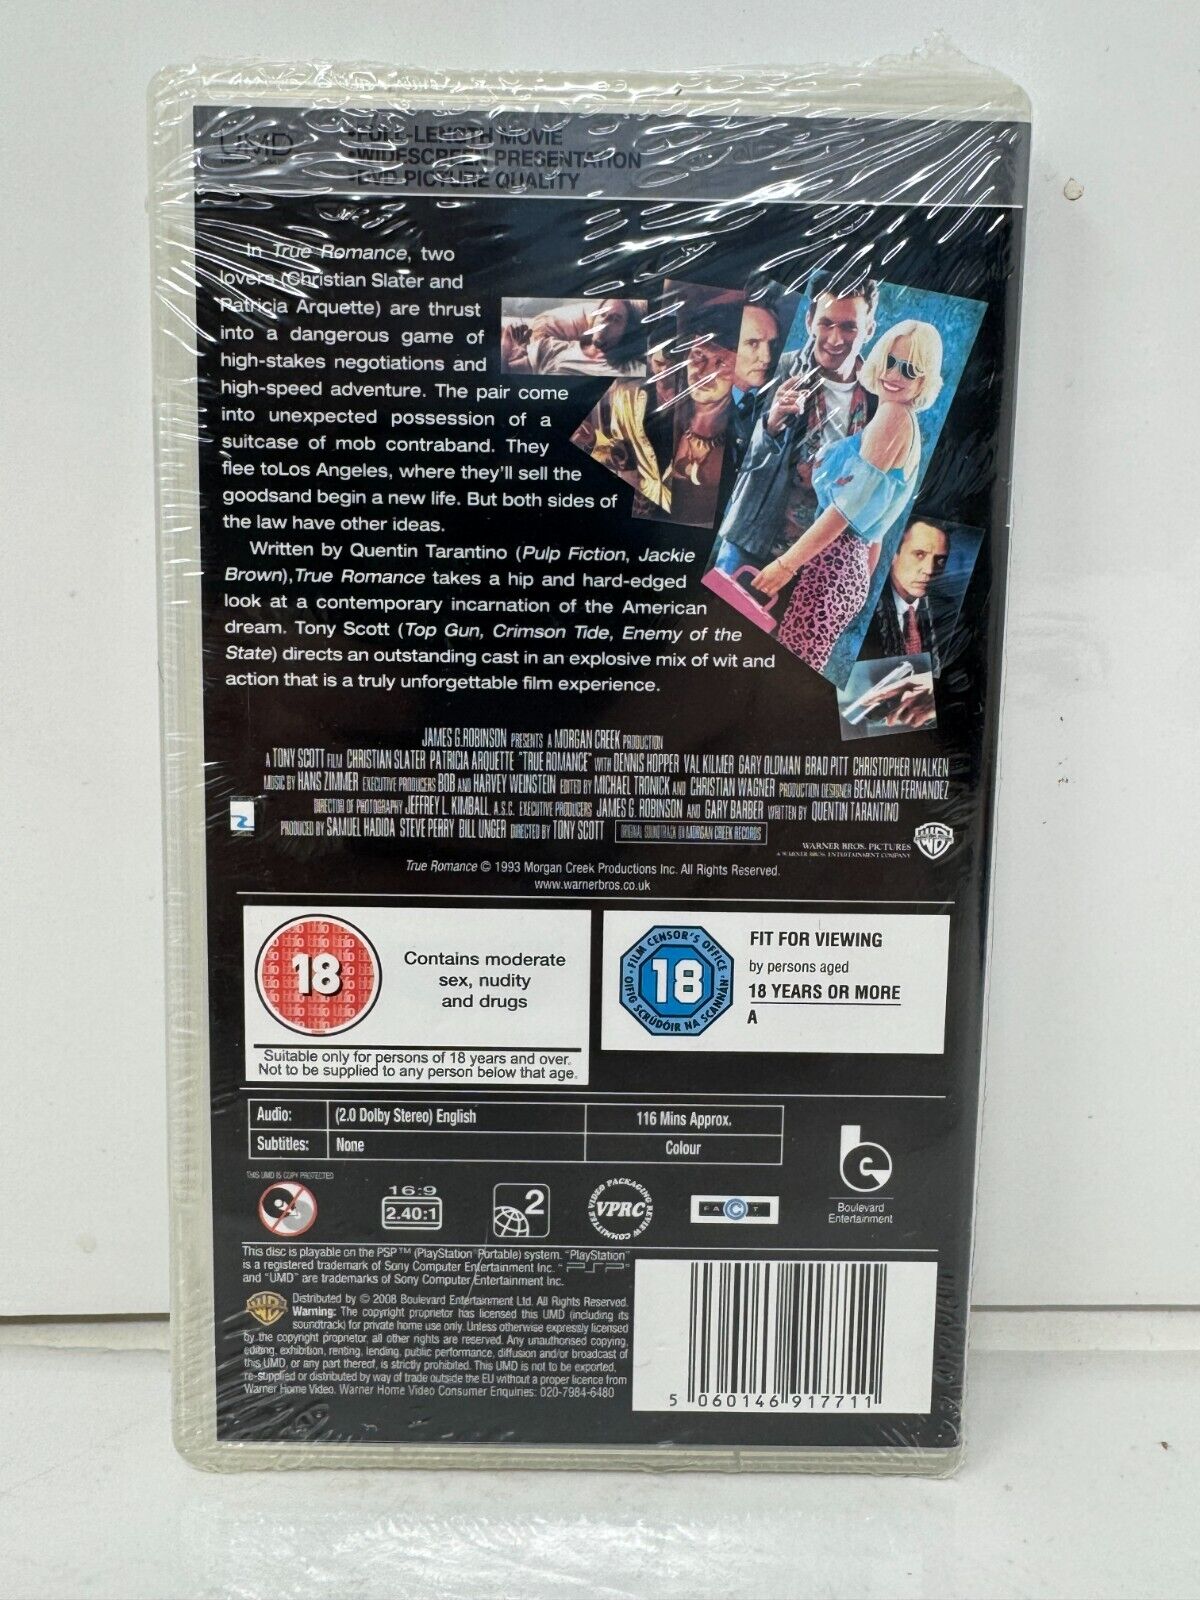 UMD
•FULL-LENGTH MOVIE
•WIDESCREEN PRESENTATION
•DVD PICTURE QUALITY
In True Romance, two
lovers (Christian Slater and
Patricia Arquette) are thrust
into a dangerous game of
high-stakes negotiations and
high-speed adventure. The pair come
into unexpected possession of a
suitcase of mob contraband. They
flee toLos Angeles, where they'll sell the
goodsand begin a new life. But both sides of
the law have other ideas.
Written by Quentin Tarantino (Pulp Fiction, Jackie
Brown),True Romance takes a hip and hard-edged
look at a contemporary incarnation of the American
dream. Tony Scott (Top Gun, Crimson Tide, Enemy of the
State) directs an outstanding cast in an explosive mix of wit and
action that is a truly unforgettable film experience.
JAMES G. ROBINSON PRESENTS A MORGAN CREEK PRODUCTION
A TONY SCOTT FILM CHRISTIAN SLATER PATRICIA ARQUETTE "TRUE ROMANCE" WITH DENNIS HOPPER VAL KILMER GARY OLDMAN BRAD PITT CHRISTOPHER WALKEN
MUSIC BY HANS ZIMMER EXECUTIVE PRODUCERS BOB AND HARVEY WEINSTEIN EDITED BY MICHAEL TRONICK AND CHRISTIAN WAGNER PRODUCTION DESIGNER BENJAMIN FERNANDEZ
DIRECTOR OF PHOTOGRAPHY JEFFREY L. KIMBALL A.S.C. EXECUTIVE PRODUCERS JAMES G. ROBINSON AND GARY BARBER WRITTEN BY QUENTIN TARANTINO
PRODUCED BY SAMUEL HADIDA STEVE PERRY BILL UNGER DIRECTED BY TONY SCOTT ORIGINAL SOUNDTRACK ON MORGAN CREEK RECORDS
WARNER BROS. PICTURES
A WARNER BROS. ENTERTAINMENT COMPANY
WB
True Romance © 1993 Morgan Creek Productions Inc. All Rights Reserved.
www.warnerbros.co.uk
18
Contains moderate
sex, nudity
and drugs
Suitable only for persons of 18 years and over.
Not to be supplied to any person below that age.
FILM CENSOR'S OFFICE
18
OIFIG SCRÚDÓIR NA SCANNÁN
FIT FOR VIEWING
by persons aged
18 YEARS OR MORE
A
Audio: (2.0 Dolby Stereo) English 116 Mins Approx.
Subtitles: None Colour
THIS UMD IS COPY PROTECTED
16:9
2.40:1
2
VIDEO PACKAGING REVIEW COMMITTEE
VPRC
FACT
Boulevard
Entertainment
This disc is playable on the PSP™ (PlayStation Portable) system. "PlayStation"
is a registered trademark of Sony Computer Entertainment Inc. "PSP"
and "UMD" are trademarks of Sony Computer Entertainment Inc.
WB
Distributed by © 2008 Boulevard Entertainment Ltd. All Rights Reserved.
Warning: The copyright proprietor has licensed this UMD (including its
soundtrack) for private home use only. Unless otherwise expressly licensed
by the copyright proprietor, all other rights are reserved. Any unauthorised copying,
editing, exhibition, renting, lending, public performance, diffusion and/or broadcast of
this UMD, or any part thereof, is strictly prohibited. This UMD is not to be exported,
re-supplied or distributed by way of trade outside the EU without a proper licence from
Warner Home Video. Warner Home Video Consumer Enquiries: 020-7984-6480
5 060146 917711